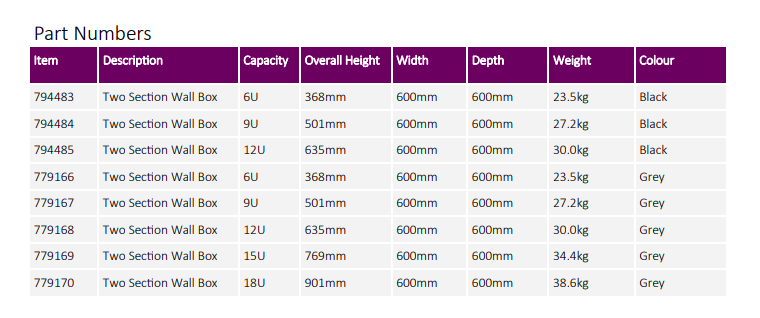 Part Numbers
Item Description Capacity Overall Height Width Depth Weight Colour
794483 Two Section Wall Box 6U 368mm 600mm 600mm 23.5kg Black
794484 Two Section Wall Box 9U 501mm 600mm 600mm 27.2kg Black
794485 Two Section Wall Box 12U 635mm 600mm 600mm 30.0kg Black
779166 Two Section Wall Box 6U 368mm 600mm 600mm 23.5kg Grey
779167 Two Section Wall Box 9U 501mm 600mm 600mm 27.2kg Grey
779168 Two Section Wall Box 12U 635mm 600mm 600mm 30.0kg Grey
779169 Two Section Wall Box 15U 769mm 600mm 600mm 34.4kg Grey
779170 Two Section Wall Box 18U 901mm 600mm 600mm 38.6kg Grey